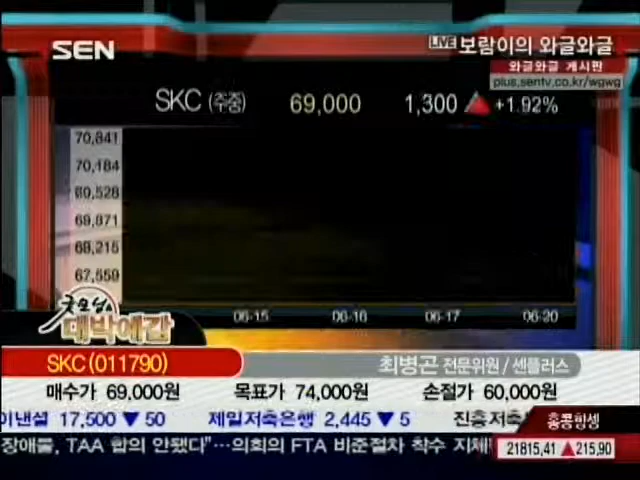 SEN
LIVE 보람이의 와글와글
와글와글 게시판
plus.sentv.co.kr/wgwg
SKC (주중) 69,000 1,300 ▲ +1.92%
70,841
70,184
69,528
68,871
68,215
67,559
06-15 06-16 06-17 06-20
대박예감
SKC(011790)
최병곤 전문위원 / 센플러스
매수가 69,000원 목표가 74,000원 손절가 60,000원
이낸셜 17,500 ▼ 50 제일저축은행 2,445 ▼ 5 진흥저축
홍콩항셍
21815,41 ▲ 215,90
장애물, TAA 합의 안됐다"…의회의 FTA 비준절차 착수 지체